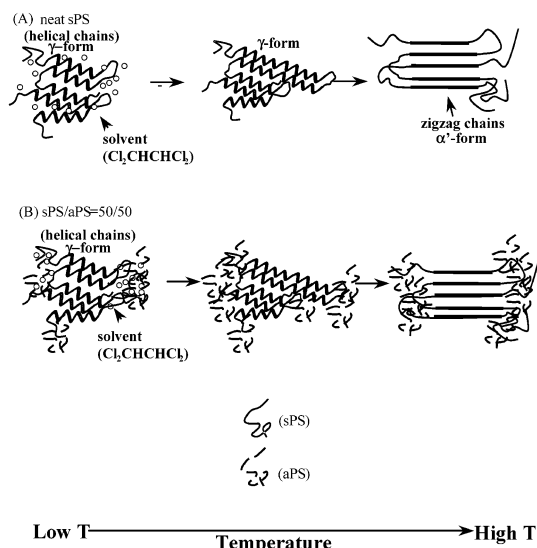 (A) neat sPS
(helical chains)
γ-form
γ-form
solvent
(Cl₂CHCHCl₂)
zigzag chains
α'-form
(B) sPS/aPS=50/50
(helical chains)
γ-form
solvent
(Cl₂CHCHCl₂)
(sPS)
(aPS)
Low T
High T
Temperature